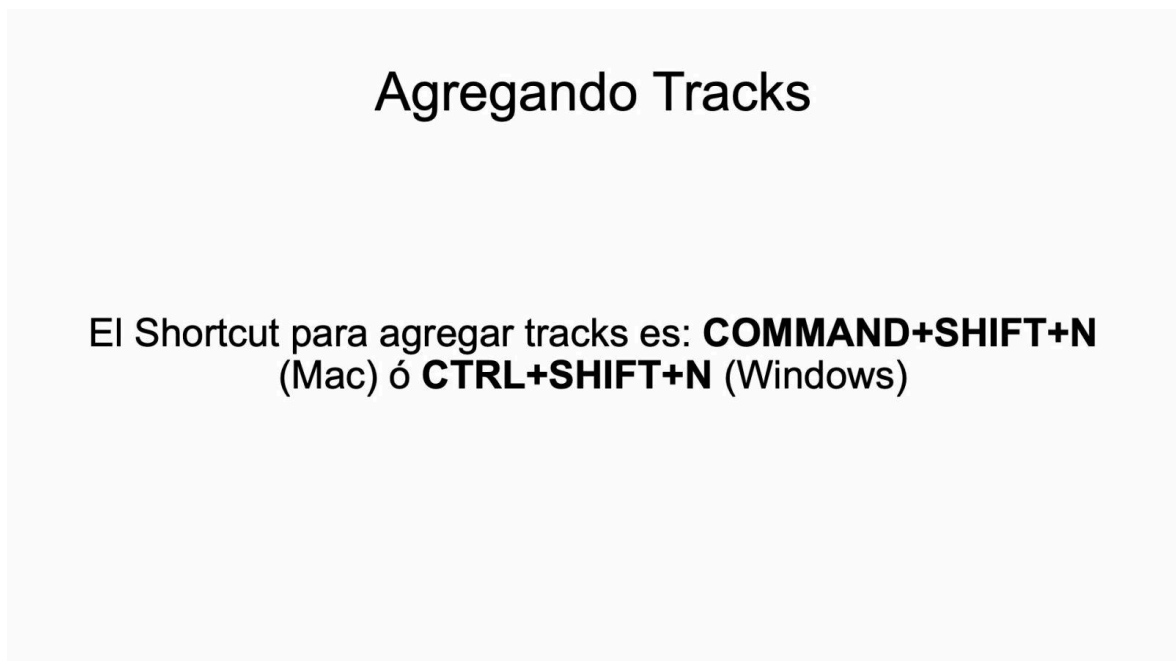 Agregando Tracks
El Shortcut para agregar tracks es: COMMAND+SHIFT+N
(Mac) ó CTRL+SHIFT+N (Windows)